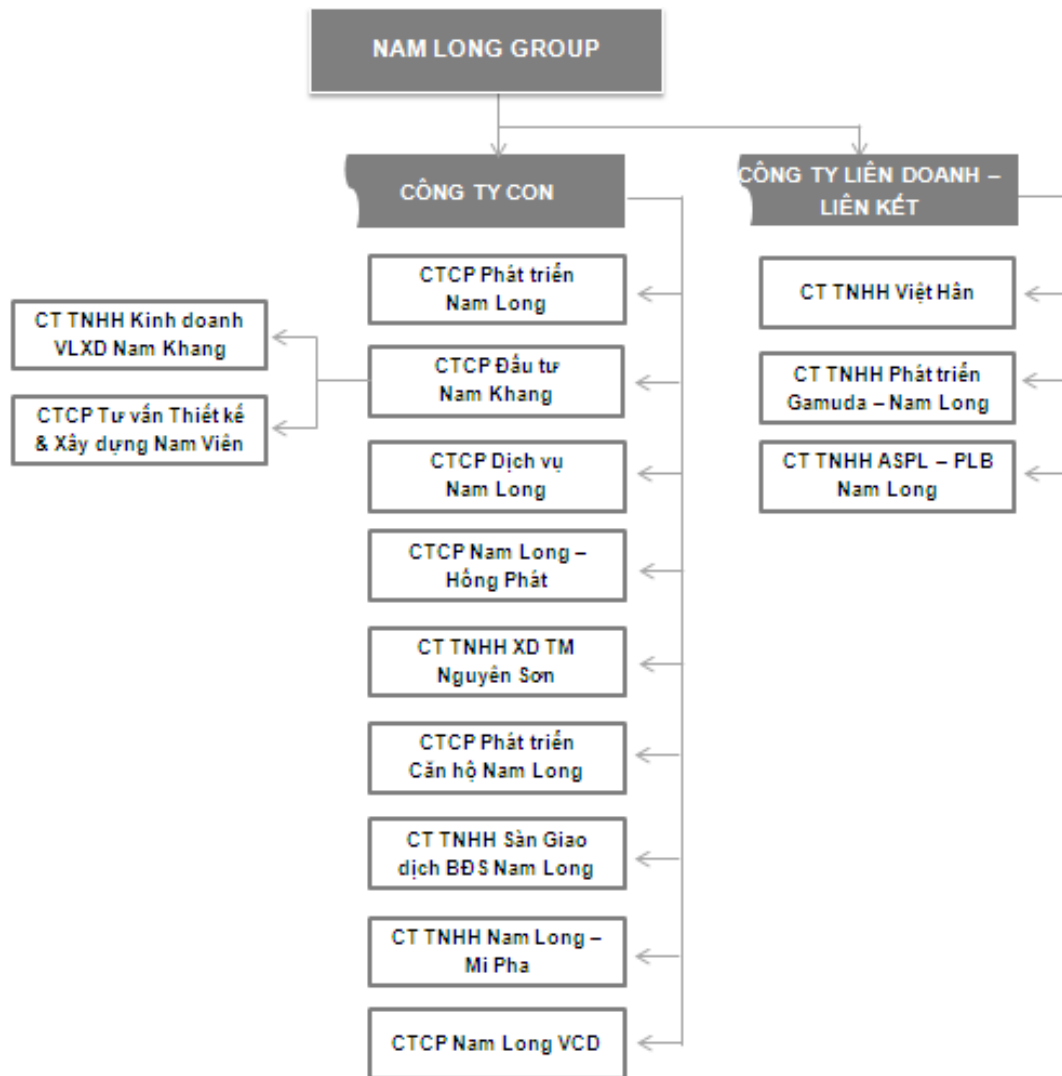 NAM LONG GROUP
CÔNG TY CON
CÔNG TY LIÊN DOANH –
LIÊN KẾT
CTCP Phát triển
Nam Long
CTCP Đầu tư
Nam Khang
CT TNHH Kinh doanh
VLXD Nam Khang
CTCP Tư vấn Thiết kế
& Xây dựng Nam Viên
CTCP Dịch vụ
Nam Long
CTCP Nam Long –
Hồng Phát
CT TNHH XD TM
Nguyên Sơn
CTCP Phát triển
Căn hộ Nam Long
CT TNHH Sàn Giao
dịch BĐS Nam Long
CT TNHH Nam Long –
Mi Pha
CTCP Nam Long VCD
CT TNHH Việt Hân
CT TNHH Phát triển
Gamuda – Nam Long
CT TNHH ASPL – PLB
Nam Long